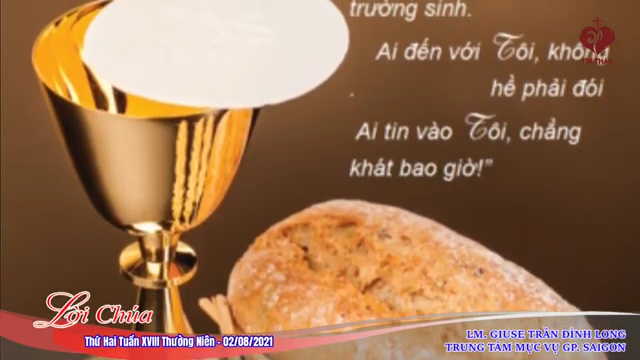 trường sinh.
Ai đến với Tôi, không
hề phải đói
.
Ai tin vào Tôi, chẳng
khát bao giờ!”
Lời Chúa
Thứ Hai Tuần XVIII Thường Niên - 02/08/2021
LM. GIUSE TRẦN ĐÌNH LONG
TRUNG TÂM MỤC VỤ GP. SAIGON